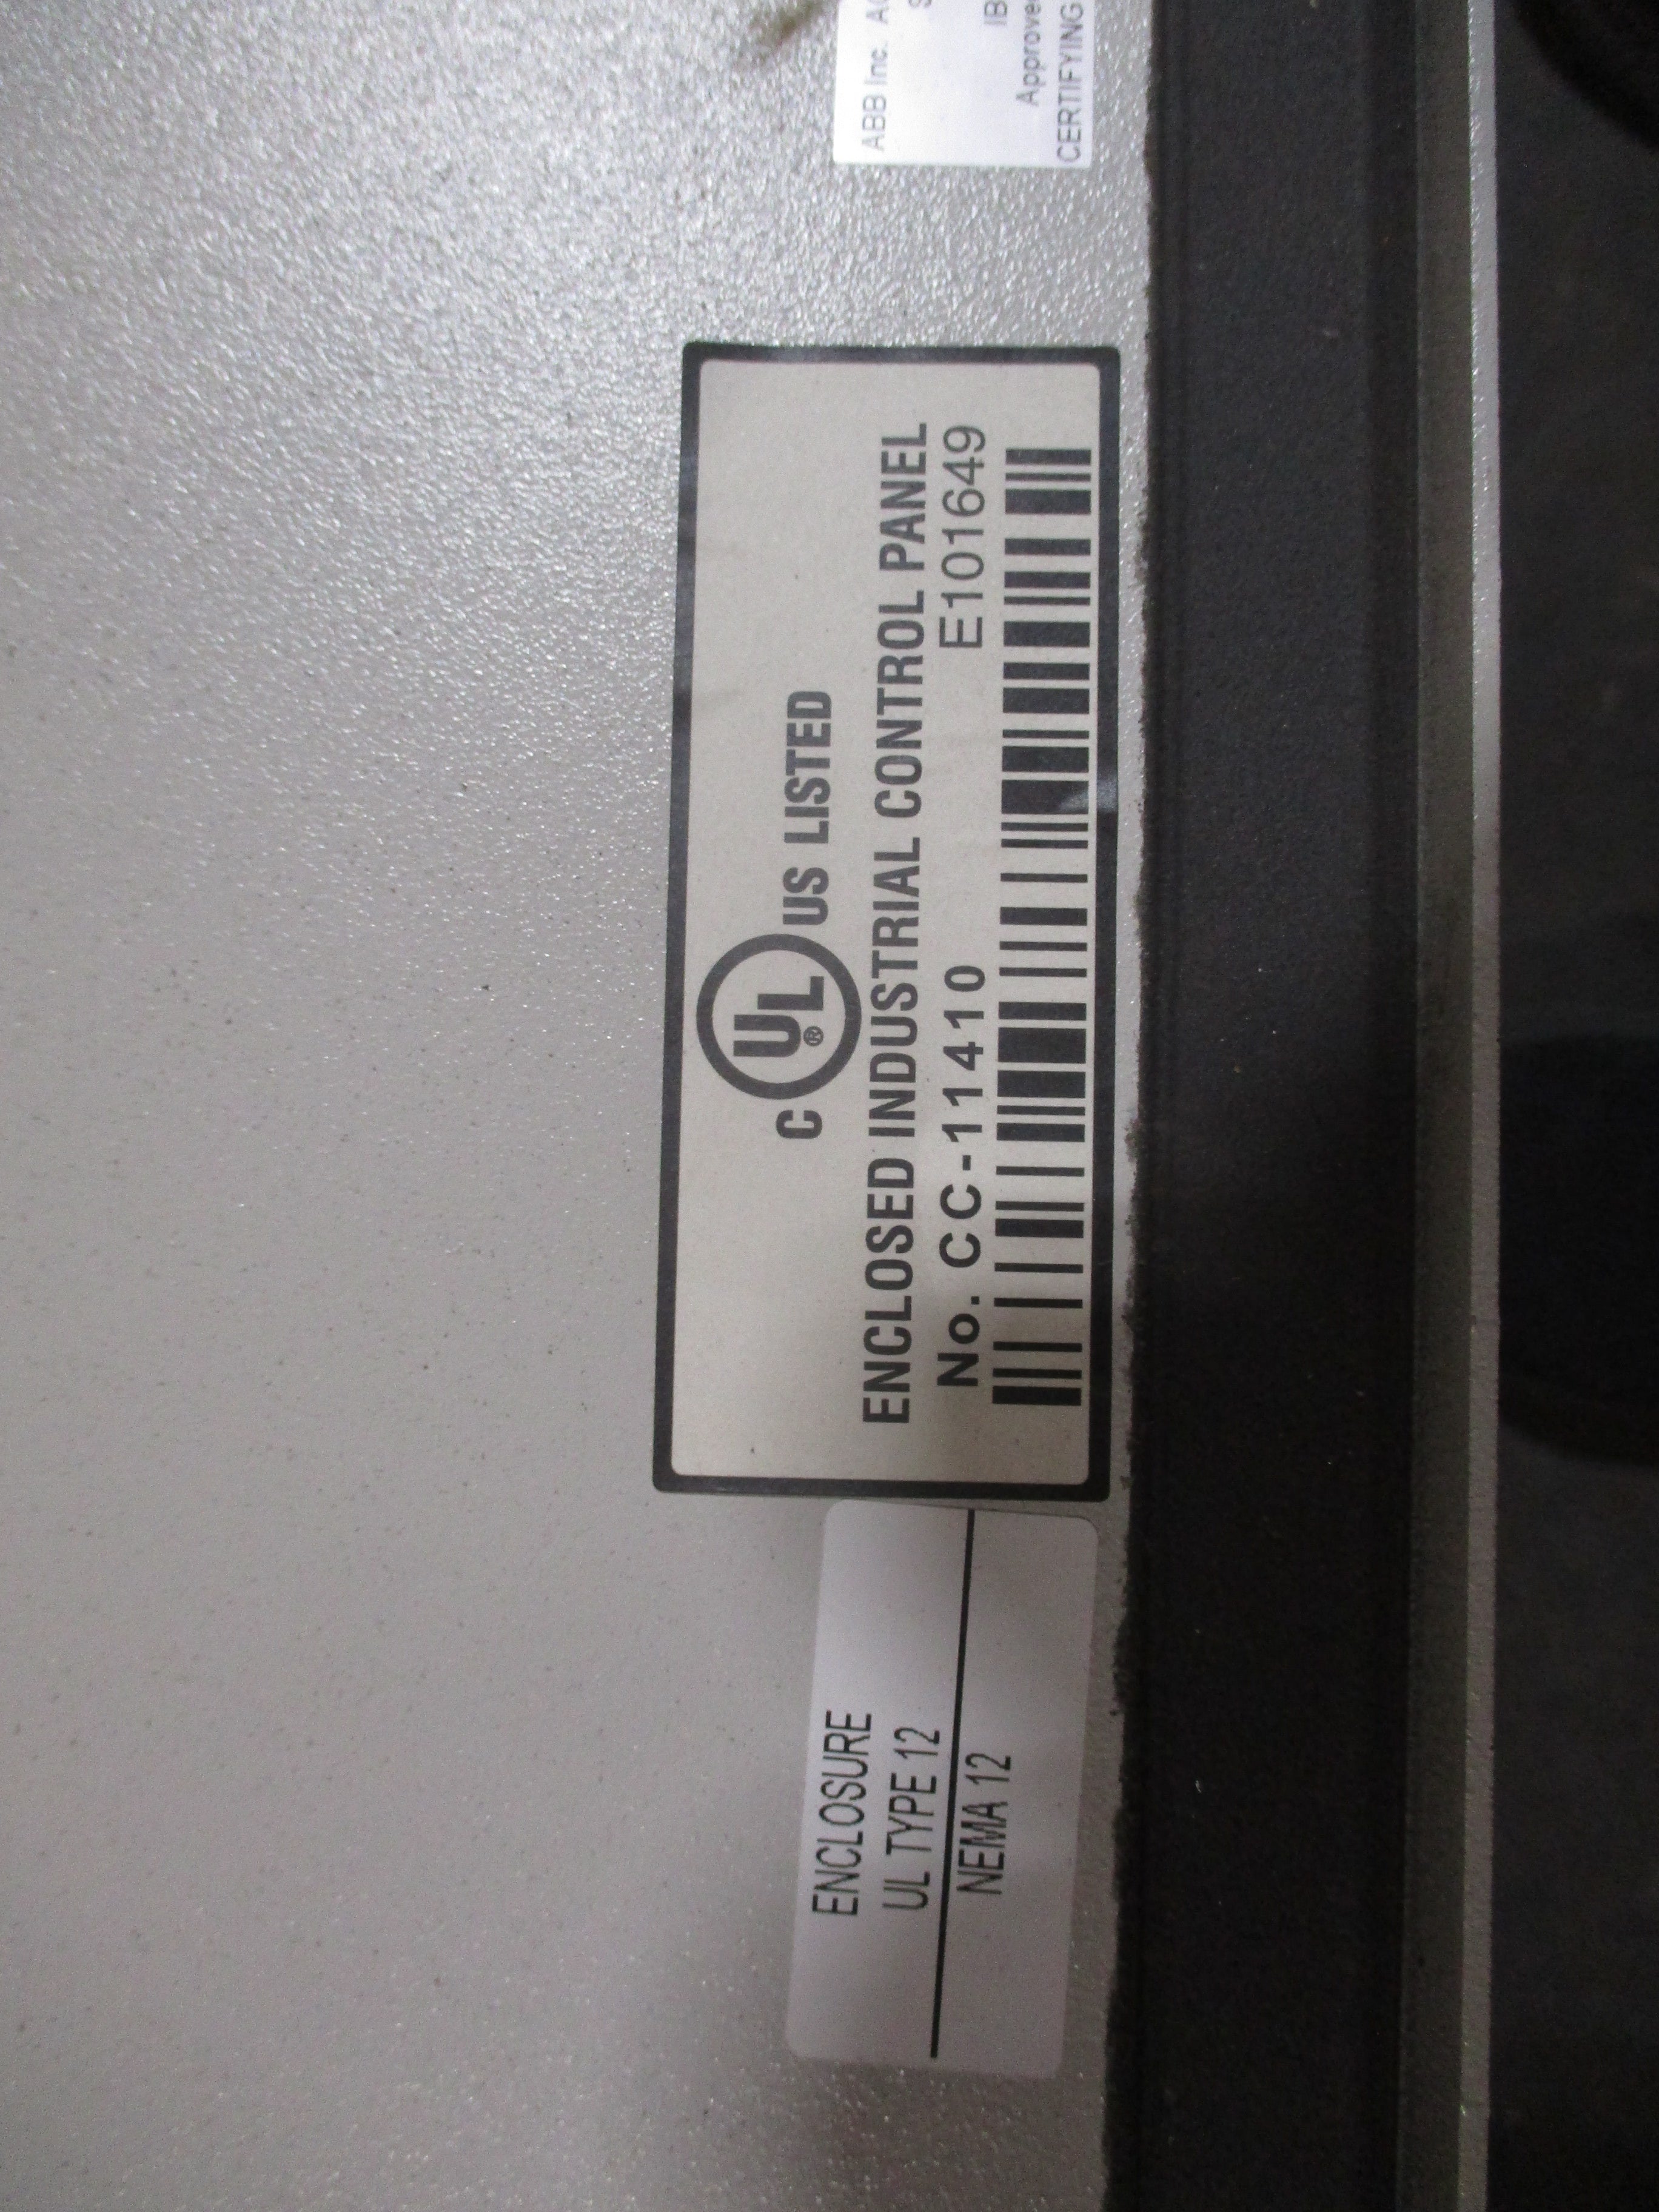 ENCLOSURE
UL TYPE 12
NEMA 12
C UL® US LISTED
ENCLOSED INDUSTRIAL CONTROL PANEL
No. CC-11410 E101649
ABB Inc.
IB
Approve
CERTIFYING